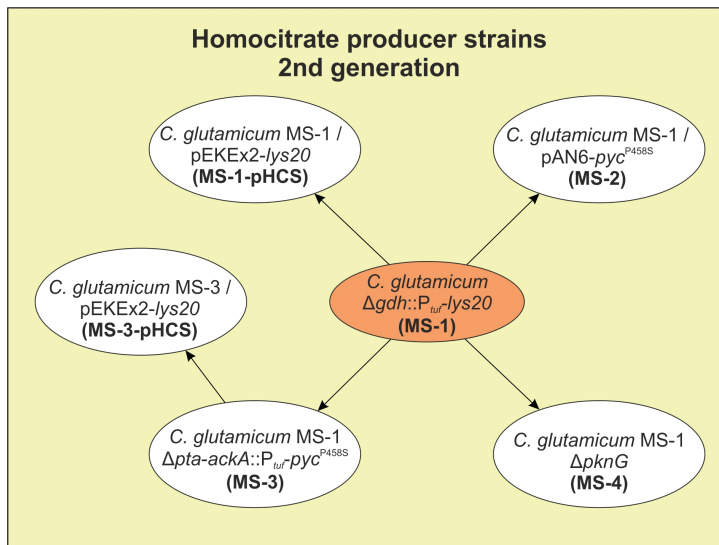 Homocitrate producer strains
2nd generation
C. glutamicum MS-1 /
pEKEx2-lys20
(MS-1-pHCS)
C. glutamicum MS-1 /
pAN6-pycP458S
(MS-2)
C. glutamicum MS-3 /
pEKEx2-lys20
(MS-3-pHCS)
C. glutamicum
Δgdh::Ptuf-lys20
(MS-1)
C. glutamicum MS-1
Δpta-ackA::Ptuf-pycP458S
(MS-3)
C. glutamicum MS-1
ΔpknG
(MS-4)